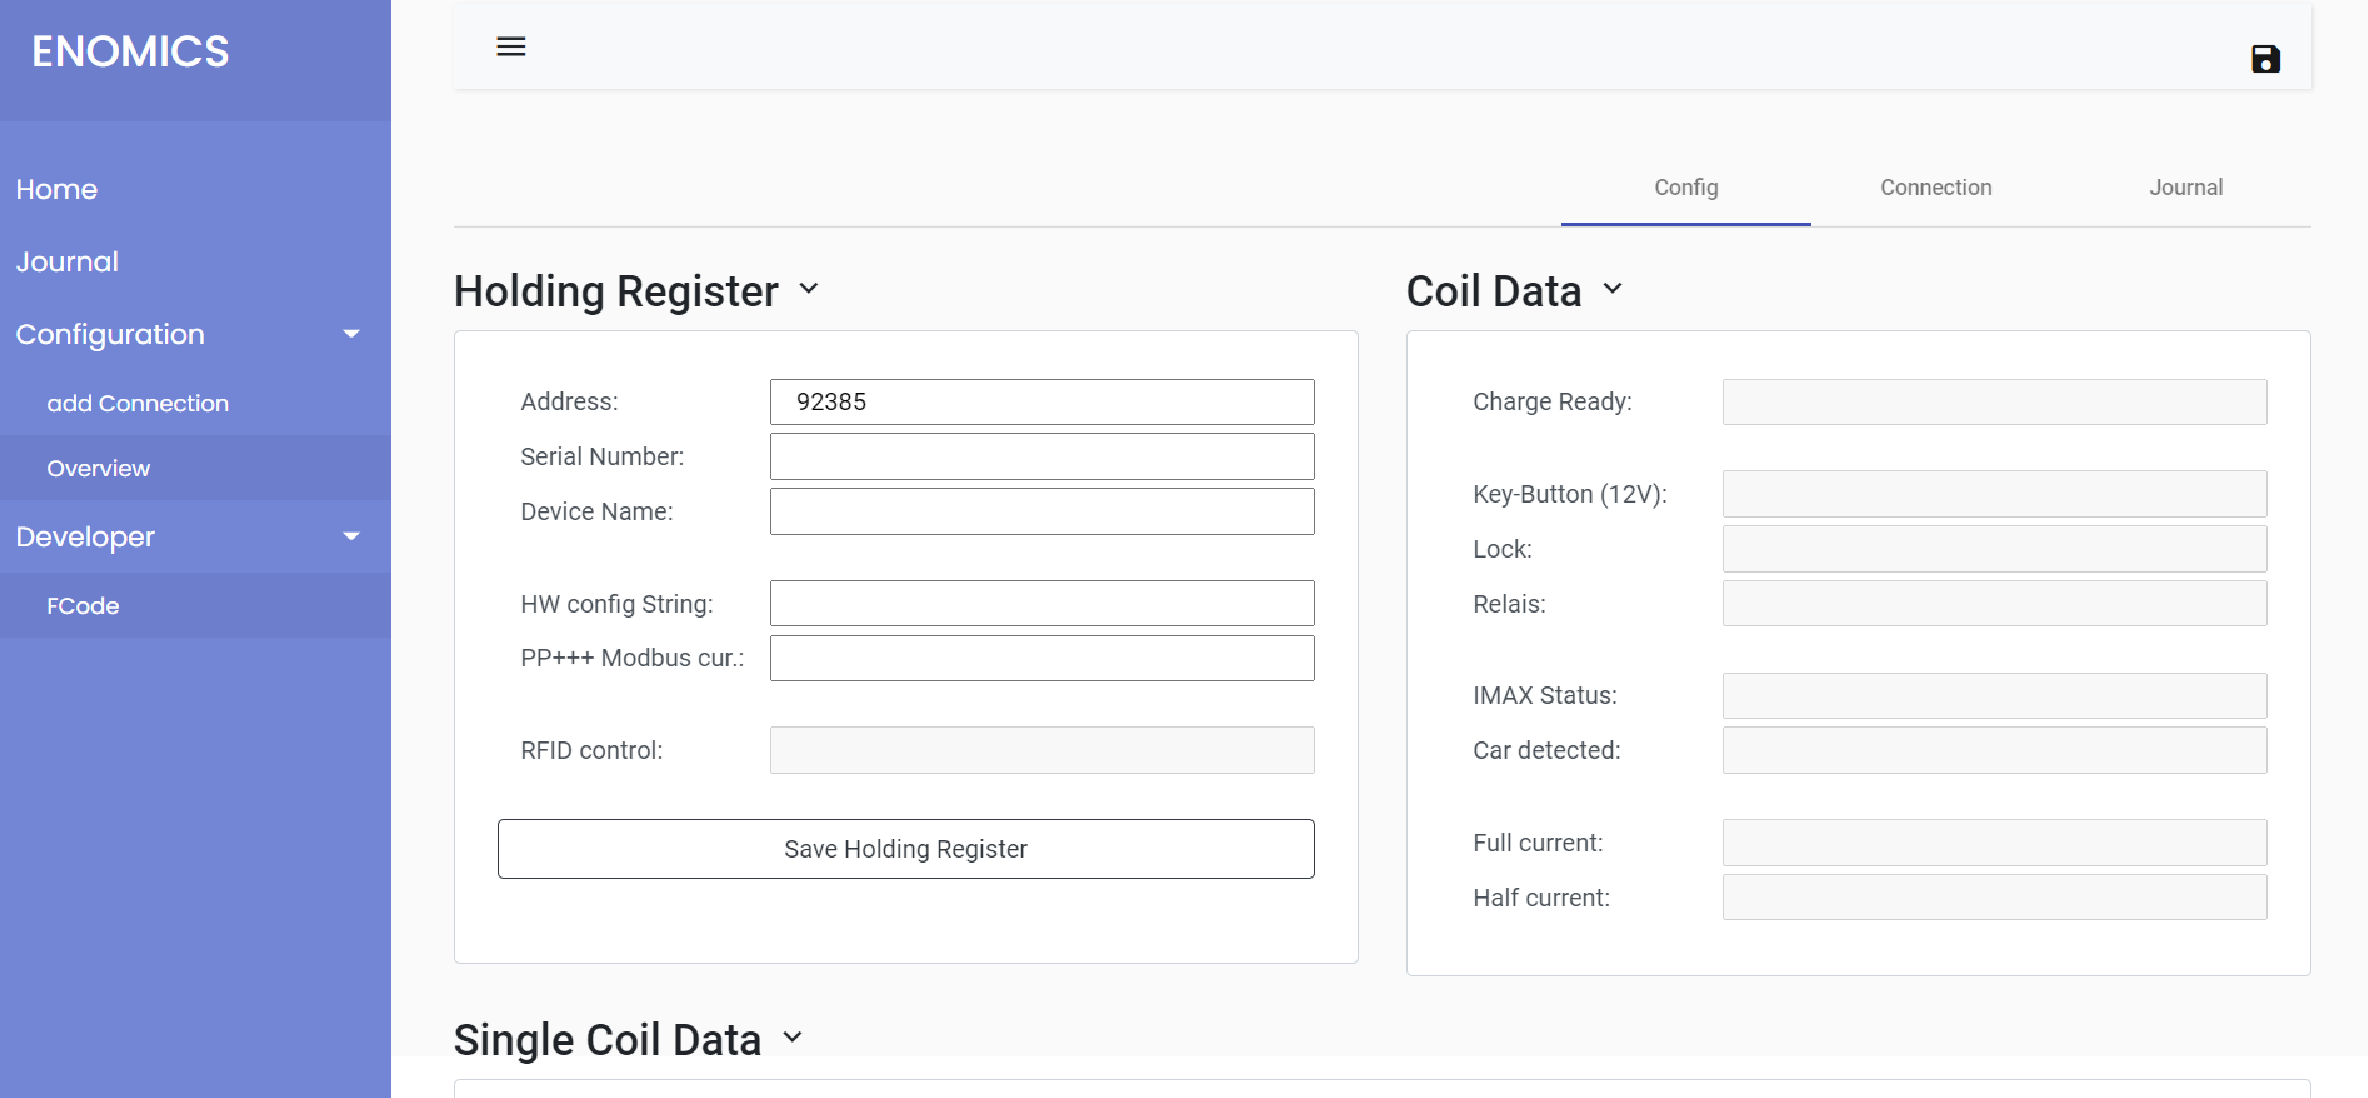 ENOMICS
Home
Journal
Configuration
add Connection
Overview
Developer
FCode
Config
Connection
Journal
Holding Register
Address:
92385
Serial Number:
Device Name:
HW config String:
PP+++ Modbus cur.:
RFID control:
Save Holding Register
Coil Data
Charge Ready:
Key-Button (12V):
Lock:
Relais:
IMAX Status:
Car detected:
Full current:
Half current:
Single Coil Data